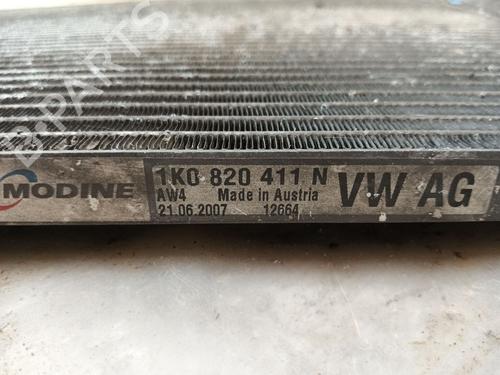 B-PARTS
MODINE
1K0 820 411 N
AW4 Made in Austria
21.06.2007 12664
VW AG